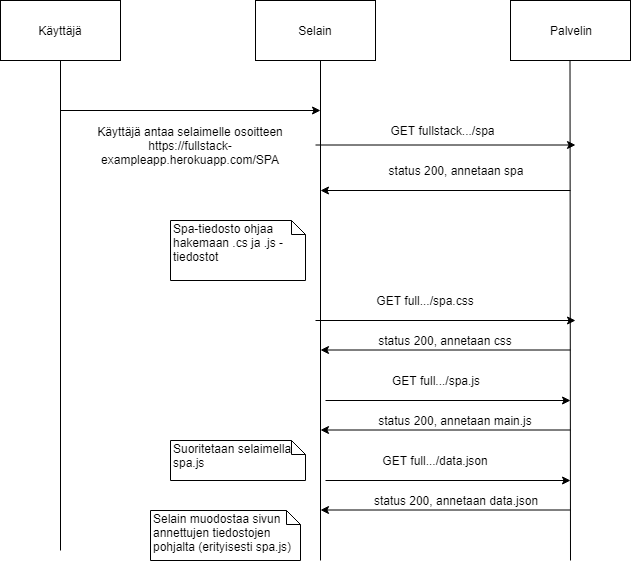 Käyttäjä
Selain
Palvelin
Käyttäjä antaa selaimelle osoitteen
https://fullstack-
exampleapp.herokuapp.com/SPA
GET fullstack.../spa
status 200, annetaan spa
Spa-tiedosto ohjaa
hakemaan .cs ja .js -
tiedostot
GET full.../spa.css
status 200, annetaan css
GET full.../spa.js
status 200, annetaan main.js
Suoritetaan selaimella
spa.js
GET full.../data.json
status 200, annetaan data.json
Selain muodostaa sivun
annettujen tiedostojen
pohjalta (erityisesti spa.js)